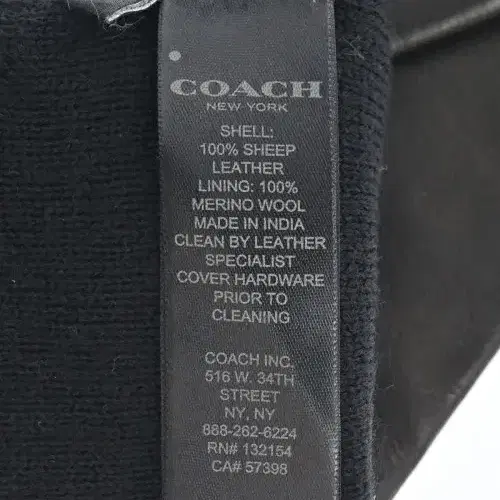 COACH
NEW YORK
SHELL:
100% SHEEP
LEATHER
LINING: 100%
MERINO WOOL
MADE IN INDIA
CLEAN BY LEATHER
SPECIALIST
COVER HARDWARE
PRIOR TO
CLEANING
COACH INC.
516 W. 34TH
STREET
NY, NY
888-262-6224
RN# 132154
CA# 57398